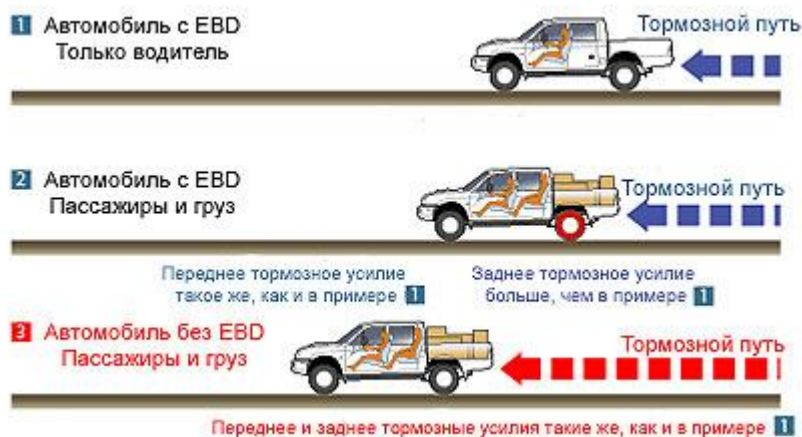 1 Автомобиль с EBD
Только водитель
Тормозной путь
2 Автомобиль с EBD
Пассажиры и груз
Тормозной путь
Переднее тормозное усилие
такое же, как и в примере 1
Заднее тормозное усилие
больше, чем в примере 1
3 Автомобиль без EBD
Пассажиры и груз
Тормозной путь
Переднее и заднее тормозные усилия такие же, как и в примере 1